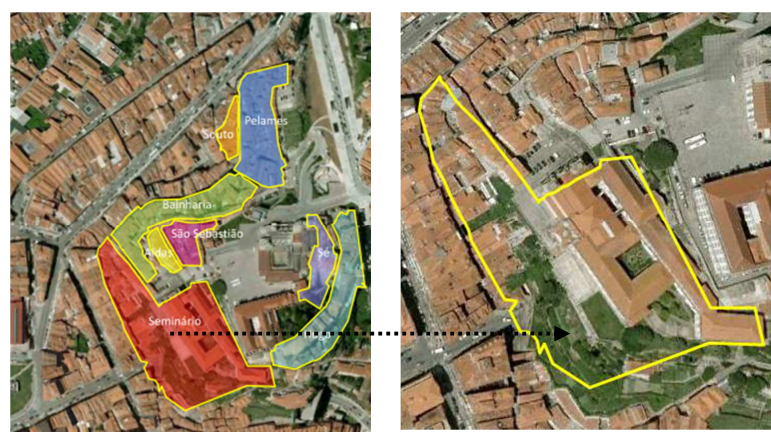 Pelames
Souto
Bainharia
São Sebastião
Aldas
Sé
Seminário